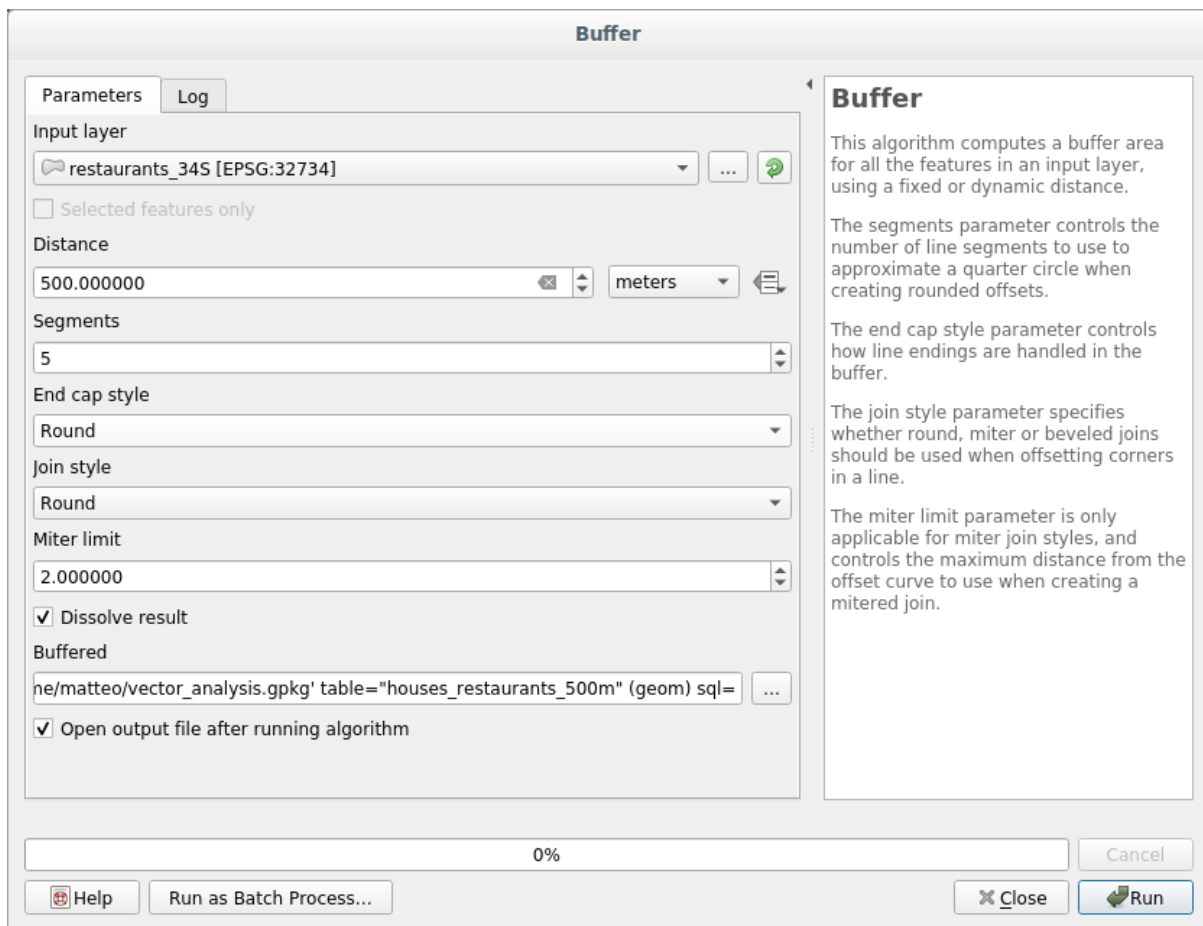 Buffer
Parameters
Log
Input layer
restaurants_34S [EPSG:32734]
...
Selected features only
Distance
500.000000
meters
Segments
5
End cap style
Round
Join style
Round
Miter limit
2.000000
Dissolve result
Buffered
ne/matteo/vector_analysis.gpkg' table="houses_restaurants_500m" (geom) sql=
...
Open output file after running algorithm
Buffer
This algorithm computes a buffer area
for all the features in an input layer,
using a fixed or dynamic distance.
The segments parameter controls the
number of line segments to use to
approximate a quarter circle when
creating rounded offsets.
The end cap style parameter controls
how line endings are handled in the
buffer.
The join style parameter specifies
whether round, miter or beveled joins
should be used when offsetting corners
in a line.
The miter limit parameter is only
applicable for miter join styles, and
controls the maximum distance from the
offset curve to use when creating a
mitered join.
0%
Cancel
Help
Run as Batch Process...
Close
Run